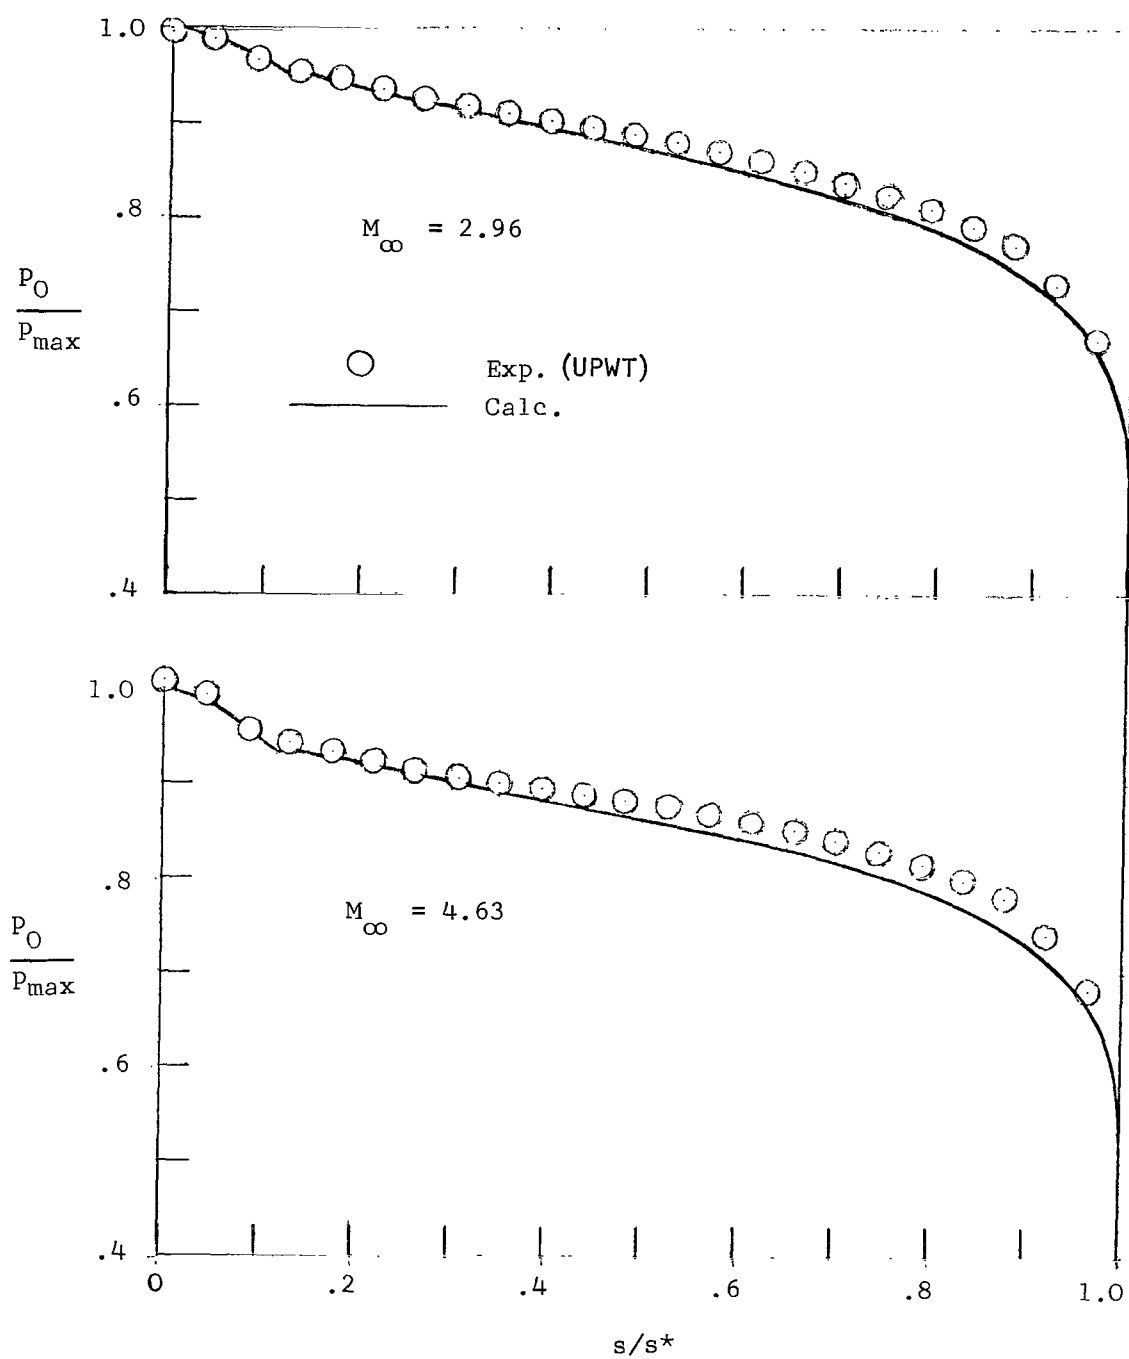 1.0
.8
M∞ = 2.96
P0
Pmax
Exp. (UPWT)
.6
Calc.
.4
1.0
.8
M∞ = 4.63
P0
Pmax
.6
.4
0 .2 .4 .6 .8 1.0
s/s*